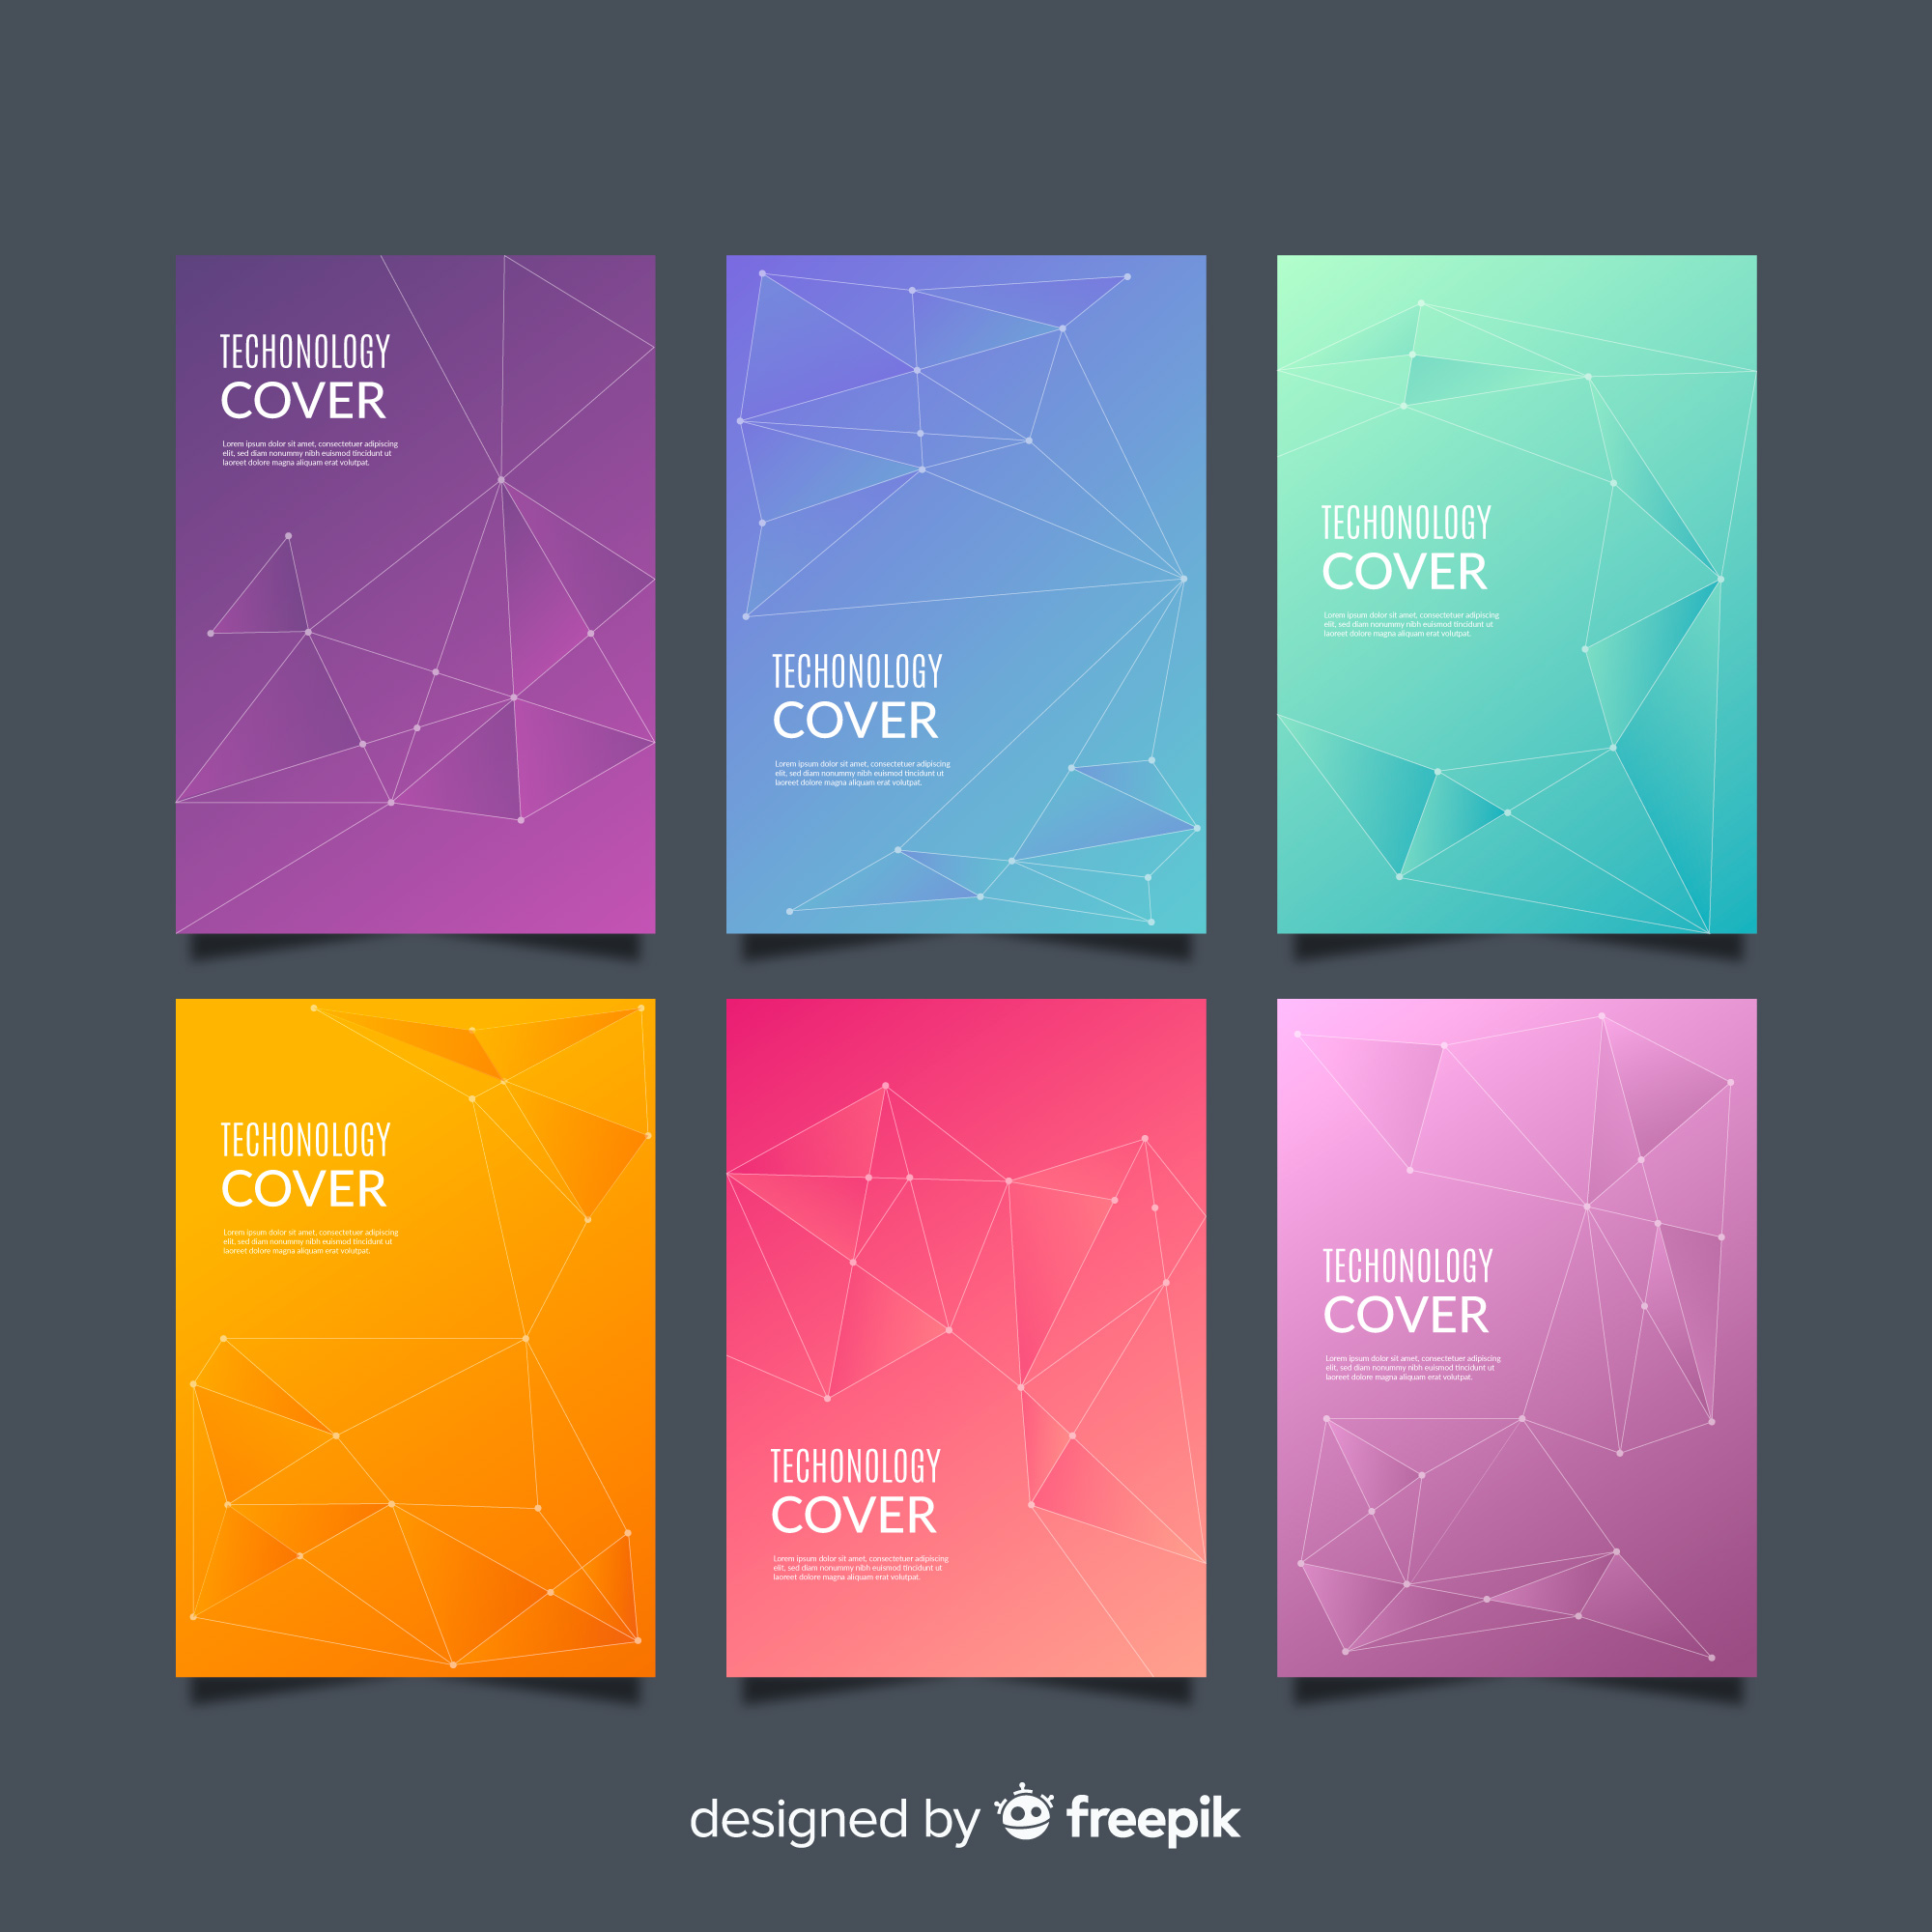 TECHONOLOGY
COVER
Lorem ipsum dolor sit amet, consectetuer adipiscing
elit, sed diam nonummy nibh euismod tincidunt ut
laoreet dolore magna aliquam erat volutpat.
TECHONOLOGY
COVER
Lorem ipsum dolor sit amet, consectetuer adipiscing
elit, sed diam nonummy nibh euismod tincidunt ut
laoreet dolore magna aliquam erat volutpat.
TECHONOLOGY
COVER
Lorem ipsum dolor sit amet, consectetuer adipiscing
elit, sed diam nonummy nibh euismod tincidunt ut
laoreet dolore magna aliquam erat volutpat.
TECHONOLOGY
COVER
Lorem ipsum dolor sit amet, consectetuer adipiscing
elit, sed diam nonummy nibh euismod tincidunt ut
laoreet dolore magna aliquam erat volutpat.
TECHONOLOGY
COVER
Lorem ipsum dolor sit amet, consectetuer adipiscing
elit, sed diam nonummy nibh euismod tincidunt ut
laoreet dolore magna aliquam erat volutpat.
TECHONOLOGY
COVER
Lorem ipsum dolor sit amet, consectetuer adipiscing
elit, sed diam nonummy nibh euismod tincidunt ut
laoreet dolore magna aliquam erat volutpat.
designed by freepik